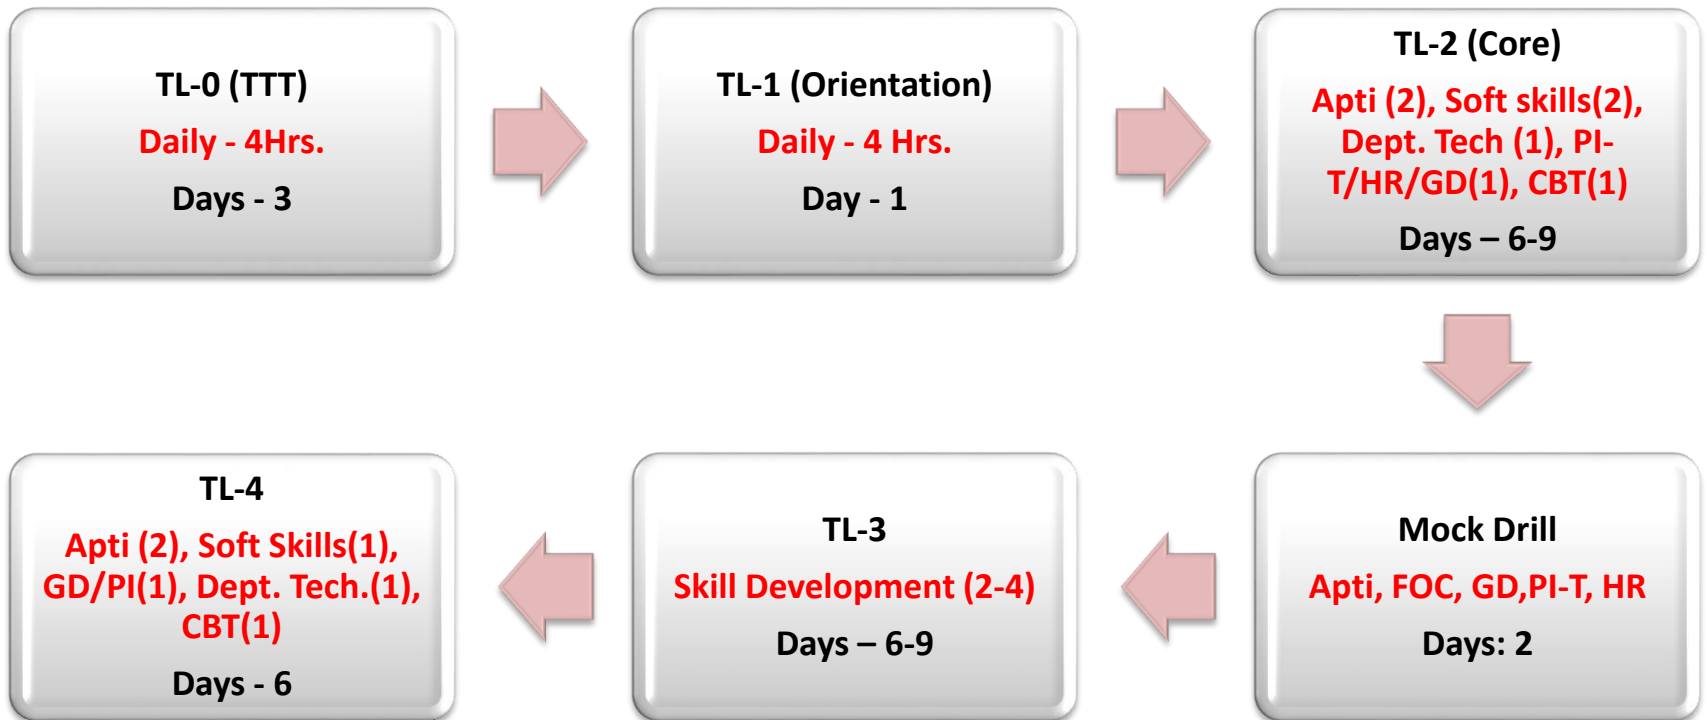 TL-0 (TTT)
Daily - 4Hrs.
Days - 3
TL-1 (Orientation)
Daily - 4 Hrs.
Day - 1
TL-2 (Core)
Apti (2), Soft skills(2),
Dept. Tech (1), PI-
T/HR/GD(1), CBT(1)
Days – 6-9
Mock Drill
Apti, FOC, GD,PI-T, HR
Days: 2
TL-3
Skill Development (2-4)
Days – 6-9
TL-4
Apti (2), Soft Skills(1),
GD/PI(1), Dept. Tech.(1),
CBT(1)
Days - 6